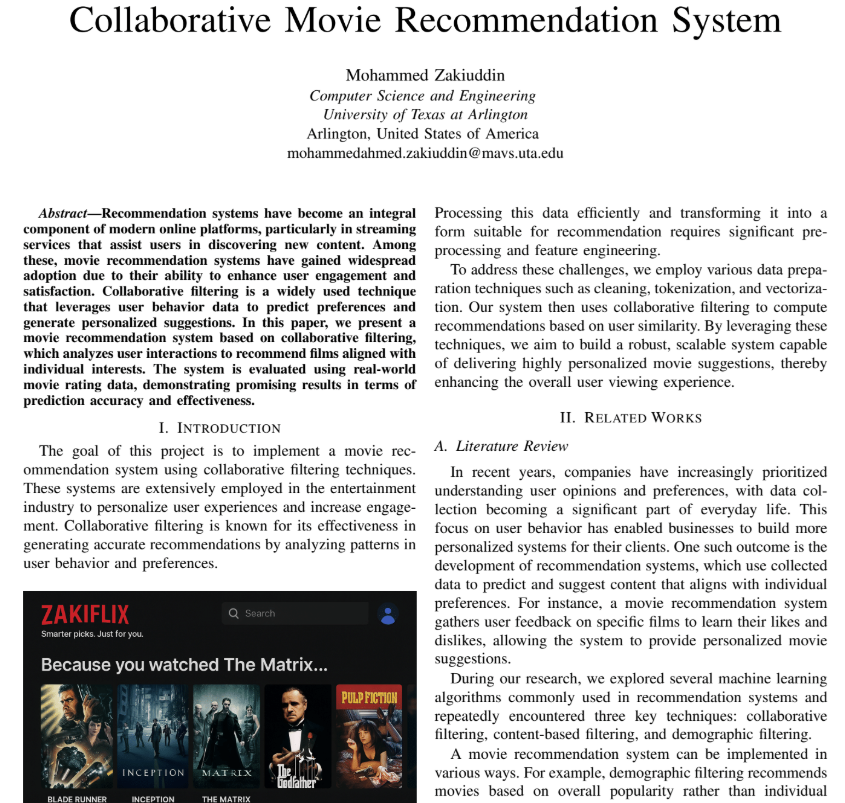 Collaborative Movie Recommendation System
Mohammed Zakiuddin
Computer Science and Engineering
University of Texas at Arlington
Arlington, United States of America
mohammedahmed.zakiuddin@mavs.uta.edu
Abstract—Recommendation systems have become an integral
component of modern online platforms, particularly in streaming
services that assist users in discovering new content. Among
these, movie recommendation systems have gained widespread
adoption due to their ability to enhance user engagement and
satisfaction. Collaborative filtering is a widely used technique
that leverages user behavior data to predict preferences and
generate personalized suggestions. In this paper, we present a
movie recommendation system based on collaborative filtering,
which analyzes user interactions to recommend films aligned with
individual interests. The system is evaluated using real-world
movie rating data, demonstrating promising results in terms of
prediction accuracy and effectiveness.
I. INTRODUCTION
The goal of this project is to implement a movie rec-
ommendation system using collaborative filtering techniques.
These systems are extensively employed in the entertainment
industry to personalize user experiences and increase engage-
ment. Collaborative filtering is known for its effectiveness in
generating accurate recommendations by analyzing patterns in
user behavior and preferences.
ZAKIFLIX
Search
Smarter picks. Just for you.
Because you watched The Matrix...
INCEPTION
MATRIX
The Godfather
PULP FICTION
BLADE RUNNER
INCEPTION
THE MATRIX
Processing this data efficiently and transforming it into a
form suitable for recommendation requires significant pre-
processing and feature engineering.
To address these challenges, we employ various data prepa-
ration techniques such as cleaning, tokenization, and vectoriza-
tion. Our system then uses collaborative filtering to compute
recommendations based on user similarity. By leveraging these
techniques, we aim to build a robust, scalable system capable
of delivering highly personalized movie suggestions, thereby
enhancing the overall user viewing experience.
II. RELATED WORKS
A. Literature Review
In recent years, companies have increasingly prioritized
understanding user opinions and preferences, with data col-
lection becoming a significant part of everyday life. This
focus on user behavior has enabled businesses to build more
personalized systems for their clients. One such outcome is the
development of recommendation systems, which use collected
data to predict and suggest content that aligns with individual
preferences. For instance, a movie recommendation system
gathers user feedback on specific films to learn their likes and
dislikes, allowing the system to provide personalized movie
suggestions.
During our research, we explored several machine learning
algorithms commonly used in recommendation systems and
repeatedly encountered three key techniques: collaborative
filtering, content-based filtering, and demographic filtering.
A movie recommendation system can be implemented in
various ways. For example, demographic filtering recommends
movies based on overall popularity rather than individual